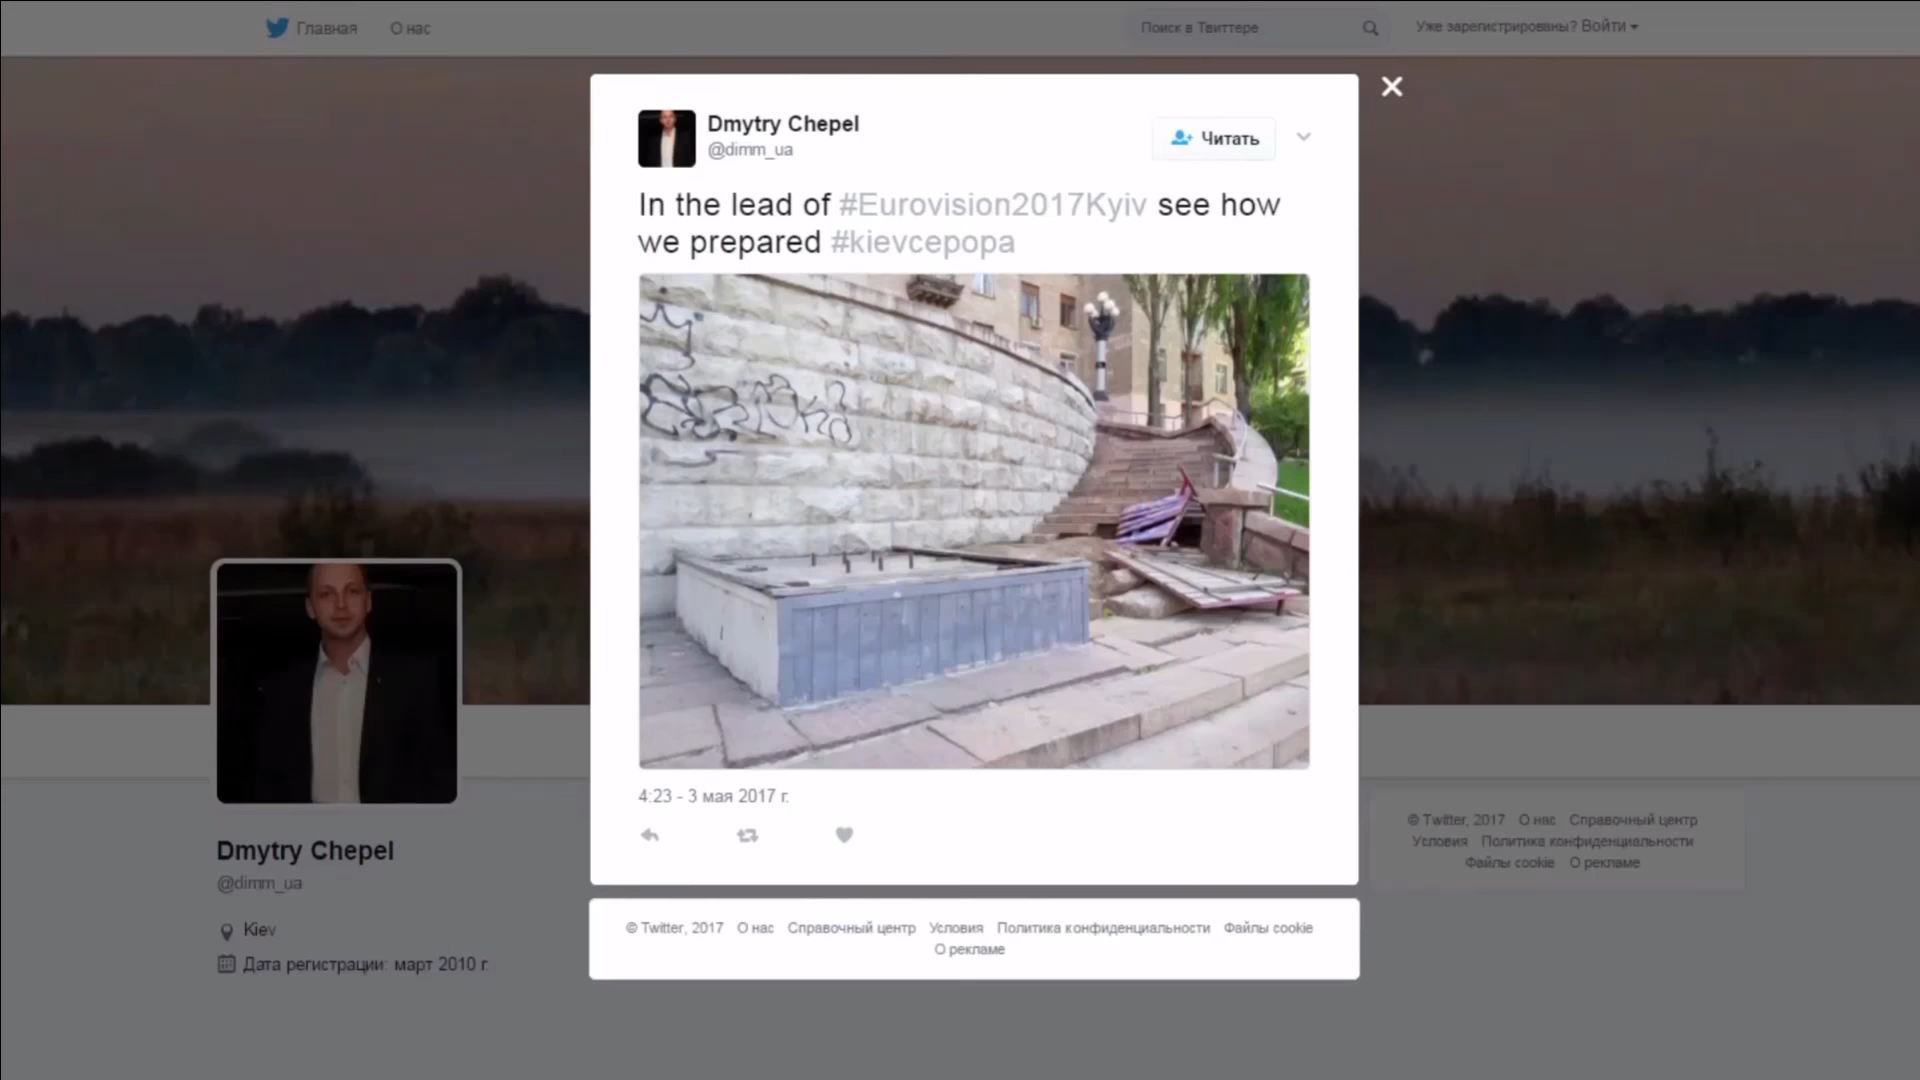 Главная О нас Поиск в Твиттере Уже зарегистрированы? Войти
Dmytry Chepel
@dimm_ua
Читать
In the lead of #Eurovision2017Kyiv see how
we prepared #kievcepopa
4:23 - 3 мая 2017 г.
Dmytry Chepel
@dimm_ua
Kiev
Дата регистрации: март 2010 г.
© Twitter, 2017 О нас Справочный центр
Условия Политика конфиденциальности
Файлы cookie О рекламе
© Twitter, 2017 О нас Справочный центр Условия Политика конфиденциальности Файлы cookie
О рекламе